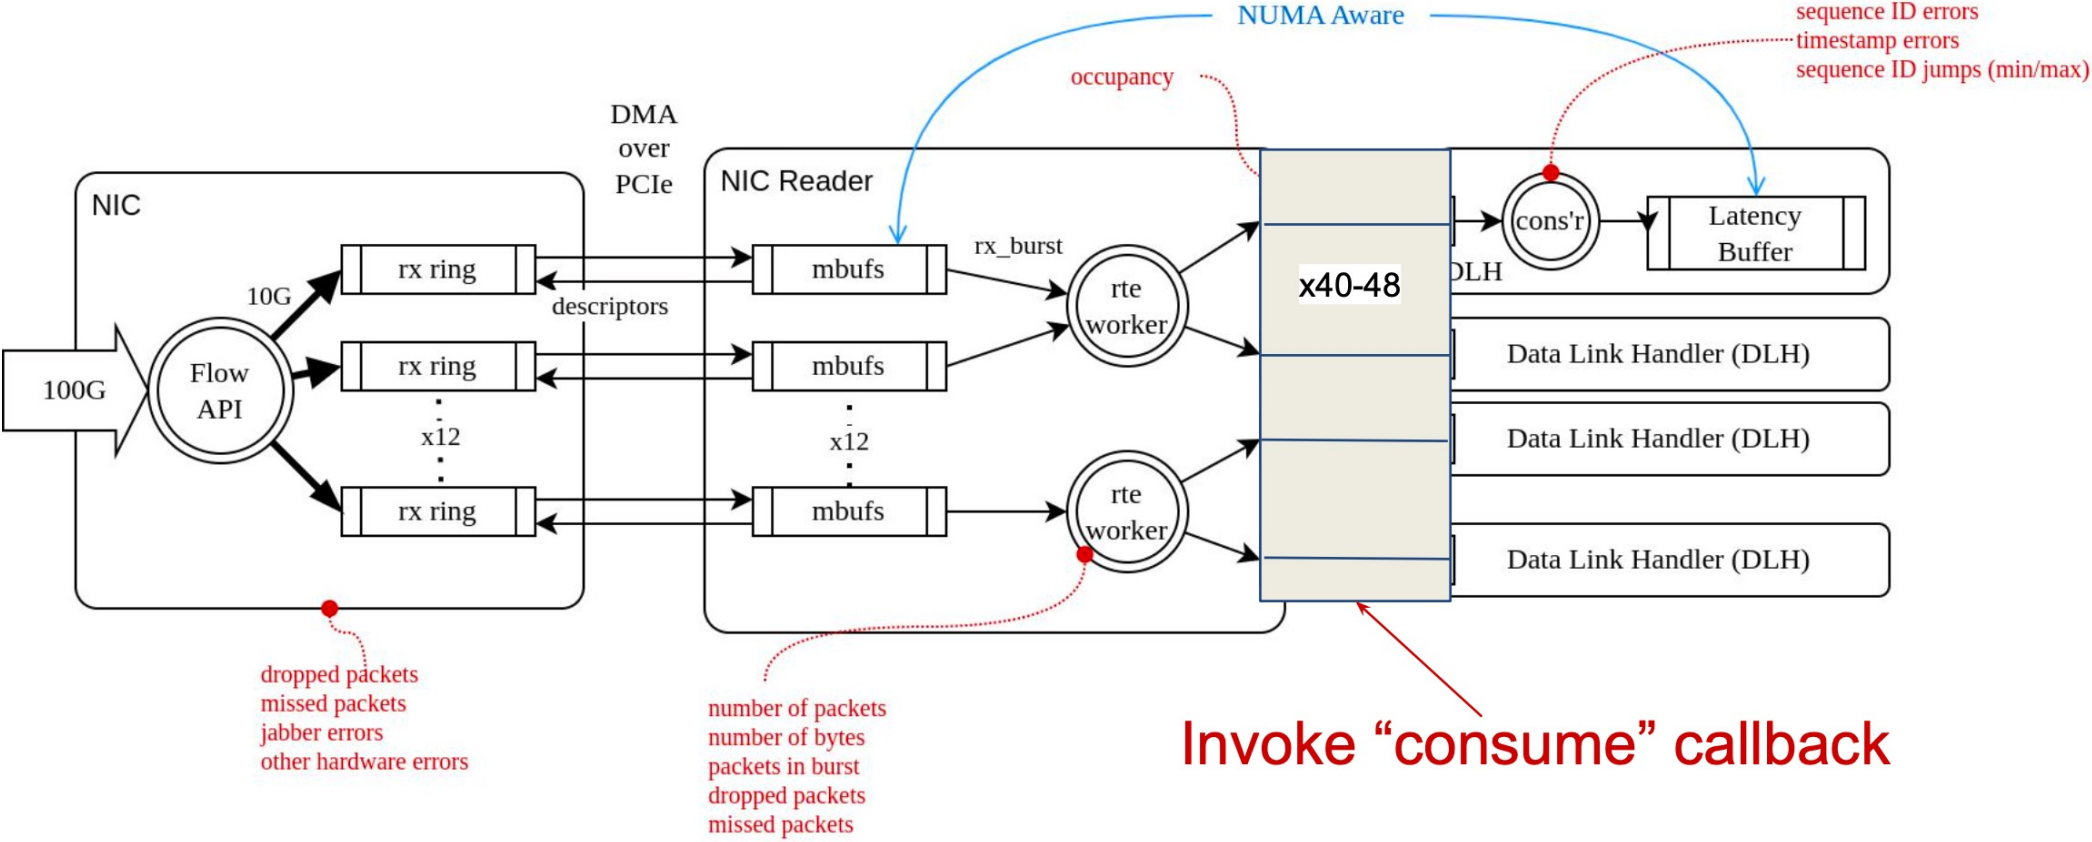 NUMA Aware
sequence ID errors
timestamp errors
sequence ID jumps (min/max)
occupancy
DMA
over
PCIe
NIC
NIC Reader
100G
Flow
API
10G
rx ring
rx ring
x12
rx ring
descriptors
mbufs
mbufs
x12
mbufs
rx_burst
rte
worker
rte
worker
x40-48
DLH
cons'r
Latency
Buffer
Data Link Handler (DLH)
Data Link Handler (DLH)
Data Link Handler (DLH)
dropped packets
missed packets
jabber errors
other hardware errors
number of packets
number of bytes
packets in burst
dropped packets
missed packets
Invoke “consume” callback